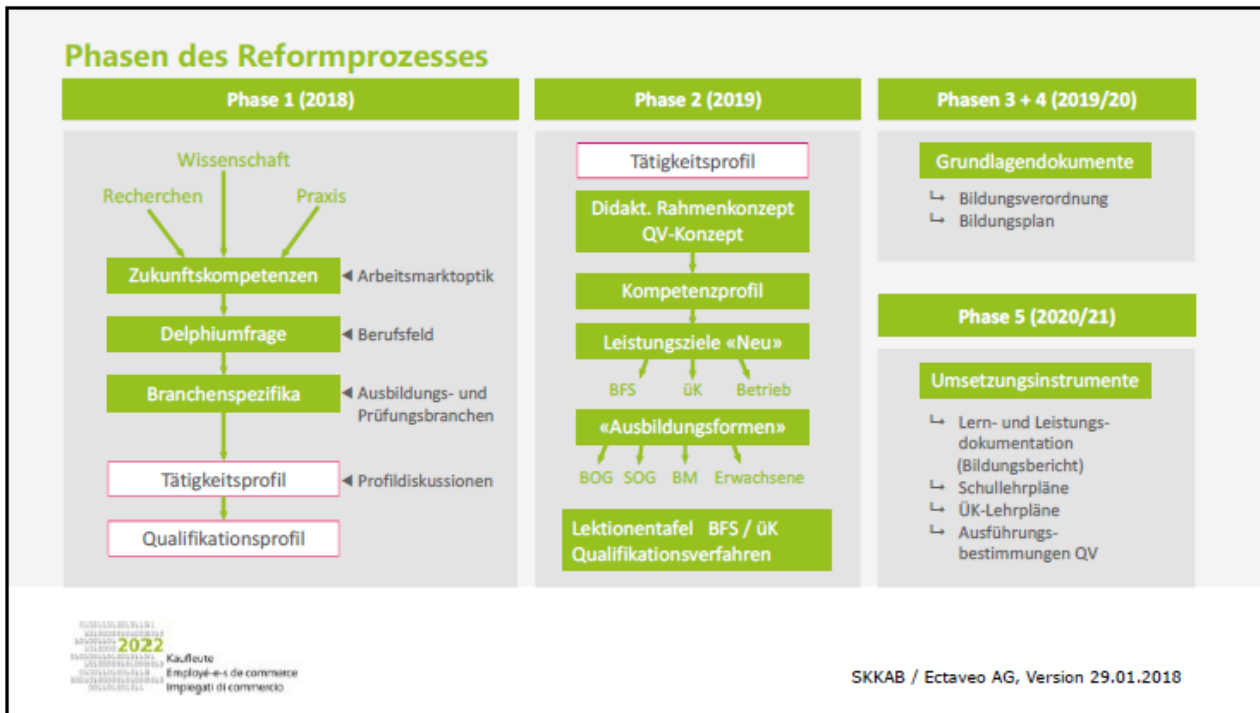 Phasen des Reformprozesses
Phase 1 (2018)
Wissenschaft
Recherchen
Praxis
Zukunftskompetenzen
Arbeitsmarktoptik
Delphiumfrage
Berufsfeld
Branchenspezifika
Ausbildungs- und
Prüfungsbranchen
Tätigkeitsprofil
Profildiskussionen
Qualifikationsprofil
Phase 2 (2019)
Tätigkeitsprofil
Didakt. Rahmenkonzept
QV-Konzept
Kompetenzprofil
Leistungsziele «Neu»
BFS üK Betrieb
«Ausbildungsformen»
BOG SOG BM Erwachsene
Lektionentafel BFS / üK
Qualifikationsverfahren
Phasen 3 + 4 (2019/20)
Grundlagendokumente
Bildungsverordnung
Bildungsplan
Phase 5 (2020/21)
Umsetzungsinstrumente
Lern- und Leistungs-
dokumentation
(Bildungsbericht)
Schullehrpläne
ÜK-Lehrpläne
Ausführungs-
bestimmungen QV
2022
Kaufleute
Employé-e-s de commerce
Impiegati di commercio
SKKAB / Ectaveo AG, Version 29.01.2018